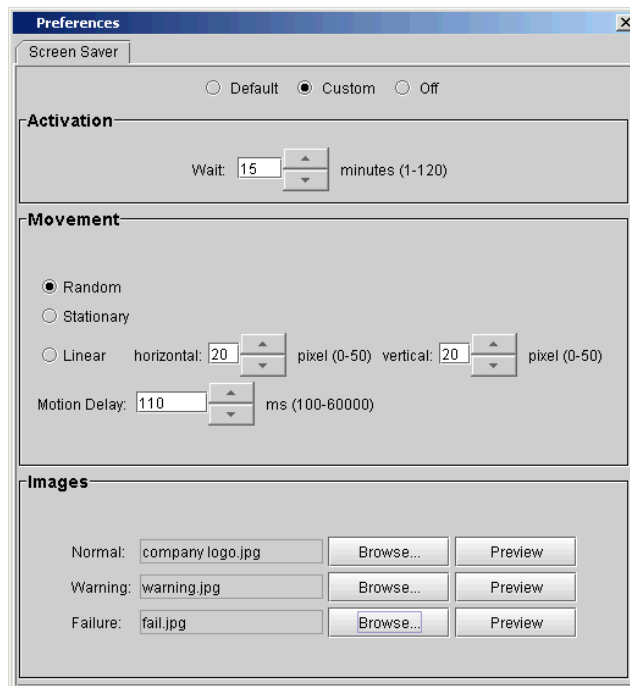 Preferences
Screen Saver
Default Custom Off
Activation
Wait: 15 minutes (1-120)
Movement
Random
Stationary
Linear horizontal: 20 pixel (0-50) vertical: 20 pixel (0-50)
Motion Delay: 110 ms (100-60000)
Images
Normal: company logo.jpg Browse... Preview
Warning: warning.jpg Browse... Preview
Failure: fail.jpg Browse... Preview